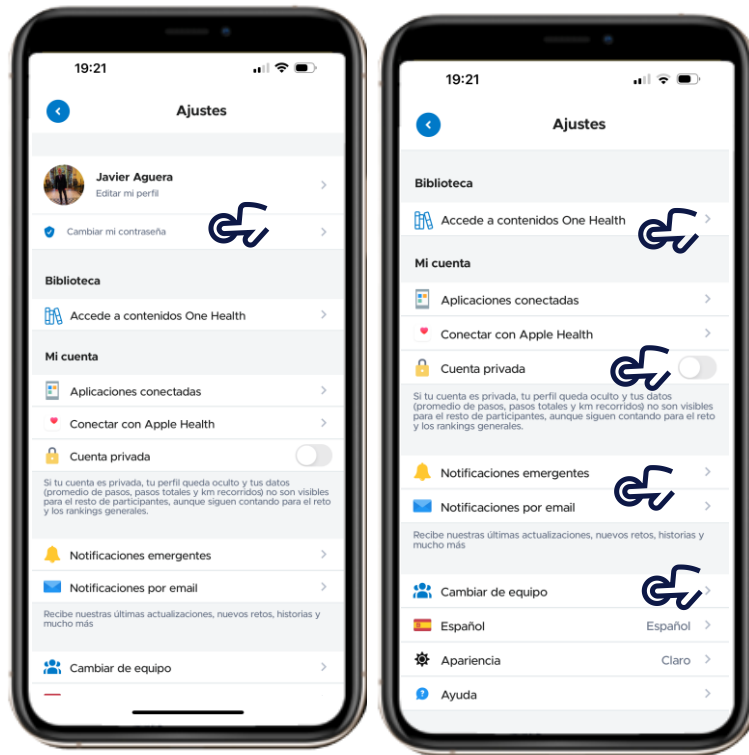 19:21
Ajustes
Javier Aguera
Editar mi perfil
Cambiar mi contraseña
Biblioteca
Accede a contenidos One Health
Mi cuenta
Aplicaciones conectadas
Conectar con Apple Health
Cuenta privada
Si tu cuenta es privada, tu perfil queda oculto y tus datos
(promedio de pasos, pasos totales y km recorridos) no son visibles
para el resto de participantes, aunque siguen contando para el reto
y los rankings generales.
Notificaciones emergentes
Notificaciones por email
Recibe nuestras últimas actualizaciones, nuevos retos, historias y
mucho más
Cambiar de equipo
19:21
Ajustes
Biblioteca
Accede a contenidos One Health
Mi cuenta
Aplicaciones conectadas
Conectar con Apple Health
Cuenta privada
Si tu cuenta es privada, tu perfil queda oculto y tus datos
(promedio de pasos, pasos totales y km recorridos) no son visibles
para el resto de participantes, aunque siguen contando para el reto
y los rankings generales.
Notificaciones emergentes
Notificaciones por email
Recibe nuestras últimas actualizaciones, nuevos retos, historias y
mucho más
Cambiar de equipo
Español Español
Apariencia Claro
Ayuda